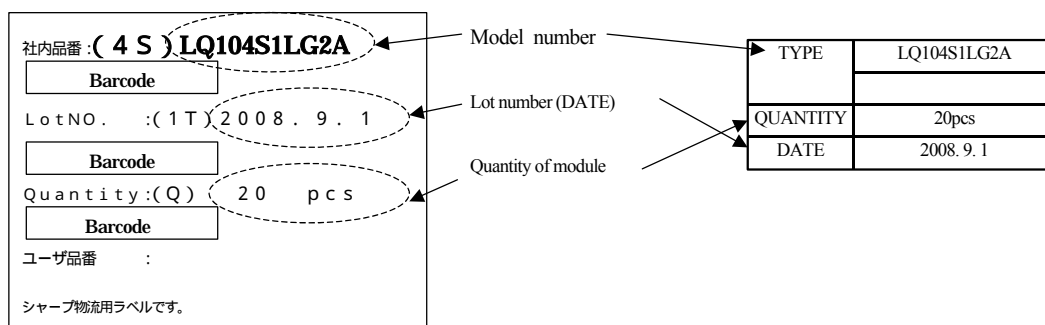 社内品番:(4S)LQ104S1LG2A
Barcode
LotNO. :(1T)2008.9.1
Barcode
Quantity:(Q) 20 pcs
Barcode
ユーザ品番 :
シャープ物流用ラベルです。
Model number
Lot number (DATE)
Quantity of module
TYPE LQ104S1LG2A
QUANTITY 20pcs
DATE 2008. 9. 1